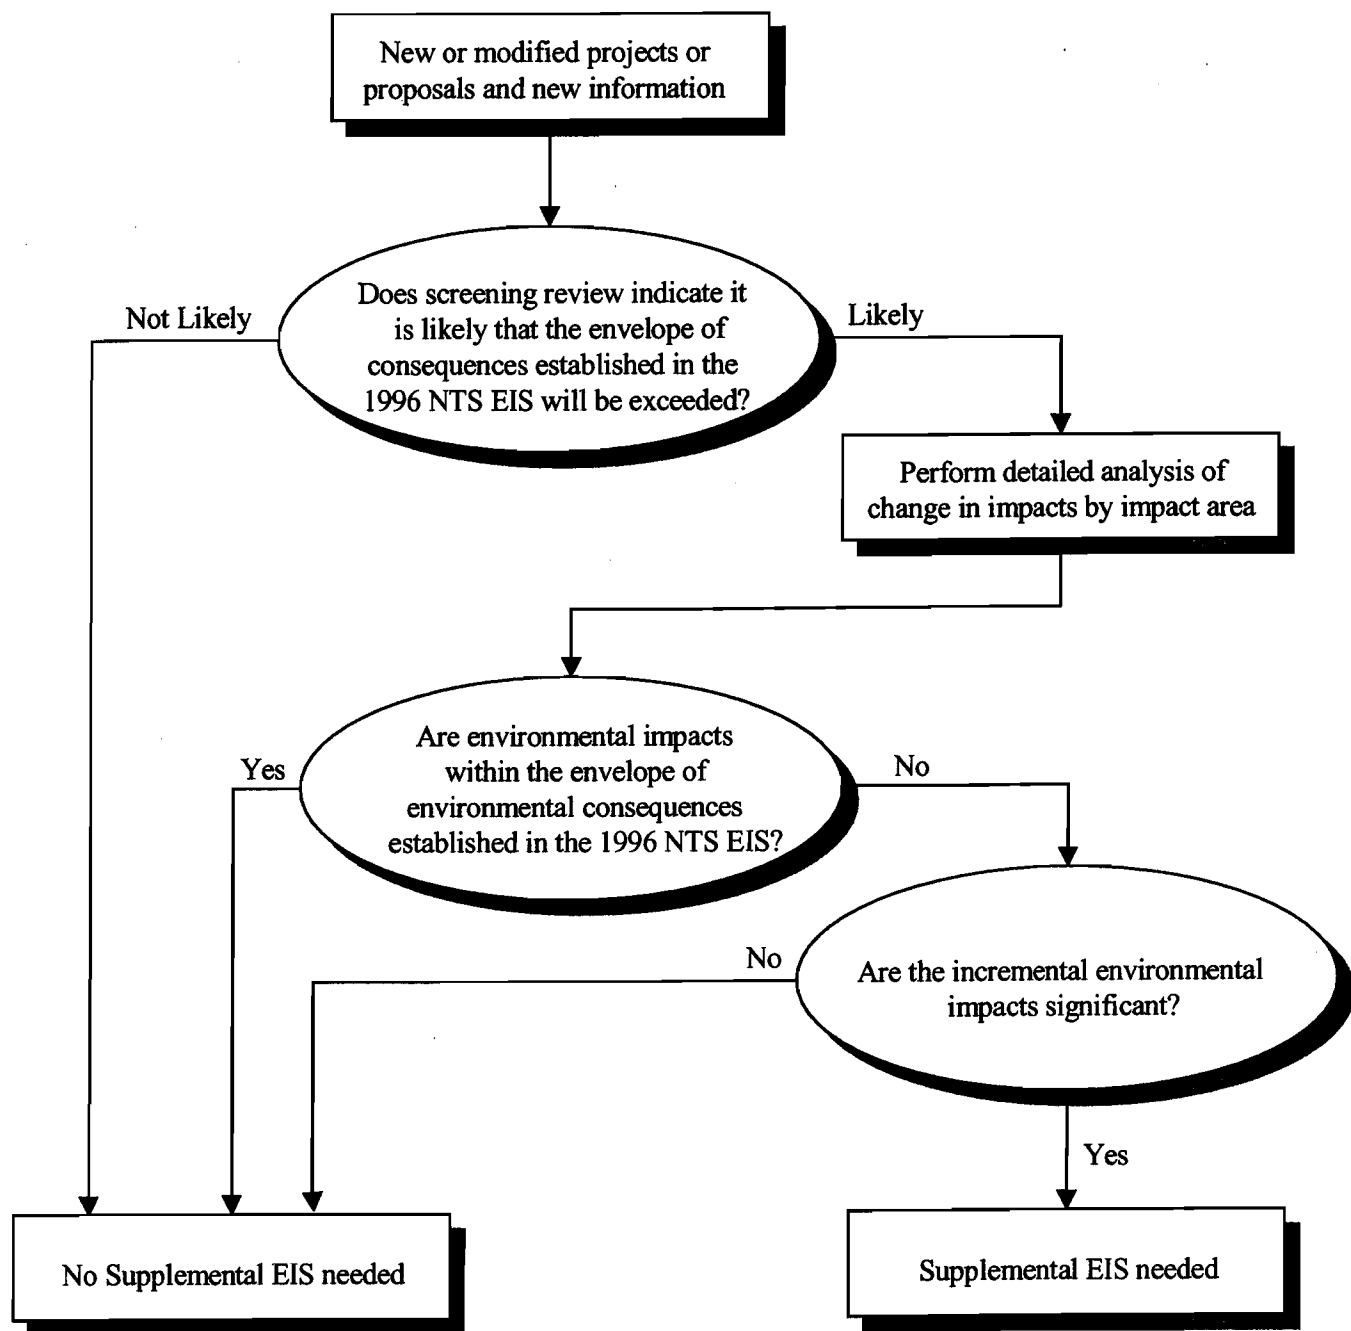 New or modified projects or
proposals and new information
Does screening review indicate it
is likely that the envelope of
consequences established in the
1996 NTS EIS will be exceeded?
Not Likely
Likely
Perform detailed analysis of
change in impacts by impact area
Are environmental impacts
within the envelope of
environmental consequences
established in the 1996 NTS EIS?
Yes
No
Are the incremental environmental
impacts significant?
No
Yes
No Supplemental EIS needed
Supplemental EIS needed